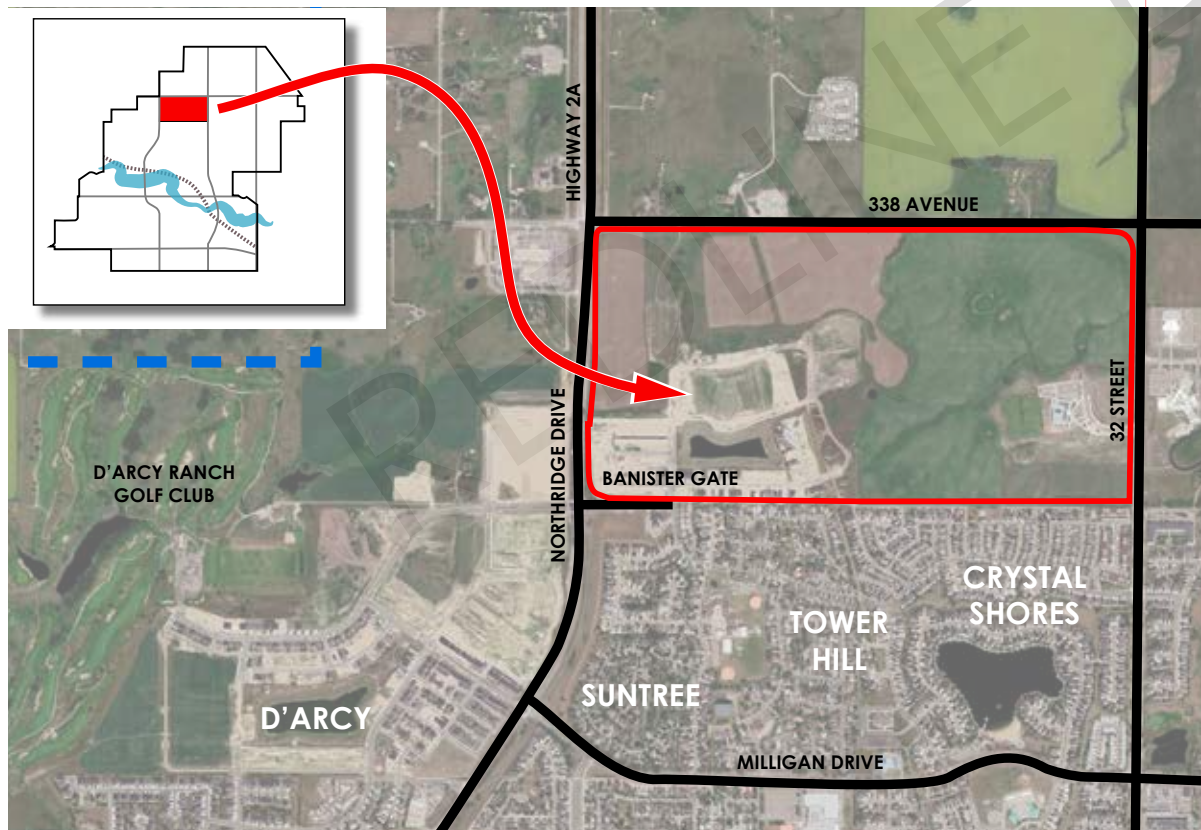 HIGHWAY 2A
338 AVENUE
32 STREET
NORTHRIDGE DRIVE
BANISTER GATE
D'ARCY RANCH
GOLF CLUB
CRYSTAL
SHORES
TOWER
HILL
SUNTREE
D'ARCY
MILLIGAN DRIVE